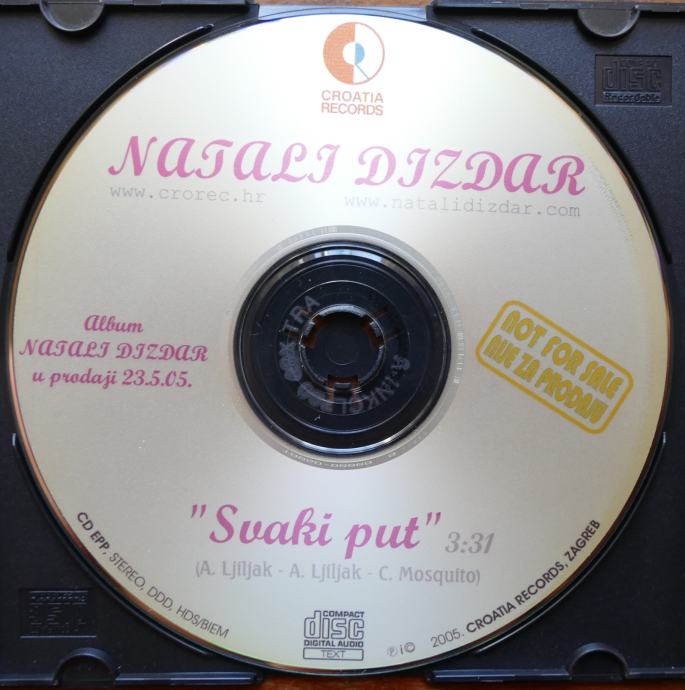 CROATIA
RECORDS
NATALI DIZDAR
www.crorec.hr
www.natalidizdar.com
Album
NATALI DIZDAR
u prodaji 23.5.05.
NOT FOR SALE
NIJE ZA PRODAJU
"Svaki put" 3:31
(A. Ljiljak - A. Ljiljak - C. Mosquito)
CD EPP, STEREO, DDD, HDS/BIEM
COMPACT
disc
DIGITAL AUDIO
TEXT
℗ i © 2005. CROATIA RECORDS, ZAGREB
disc
Recordable